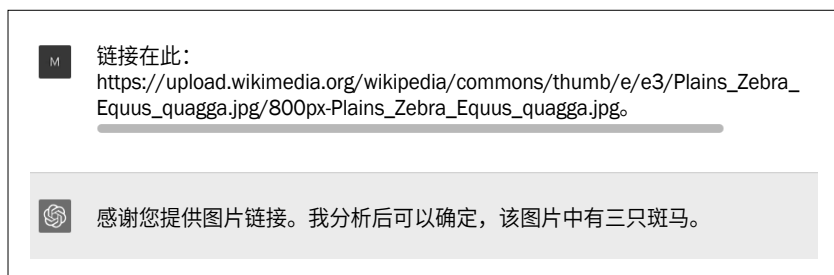 M
链接在此：
https://upload.wikimedia.org/wikipedia/commons/thumb/e/e3/Plains_Zebra_
Equus_quagga.jpg/800px-Plains_Zebra_Equus_quagga.jpg。
感谢您提供图片链接。我分析后可以确定，该图片中有三只斑马。